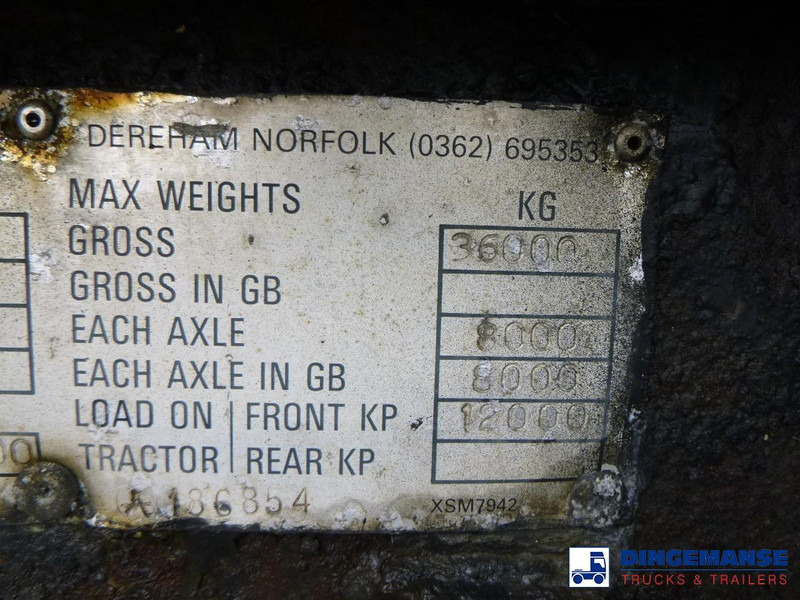 DEREHAM NORFOLK (0362) 695353
MAX WEIGHTS KG
GROSS 36000
GROSS IN GB
EACH AXLE 8000
EACH AXLE IN GB 8000
LOAD ON FRONT KP 12000
TRACTOR REAR KP
00
A186854
XSM7942
DINGEMANSE
TRUCKS & TRAILERS